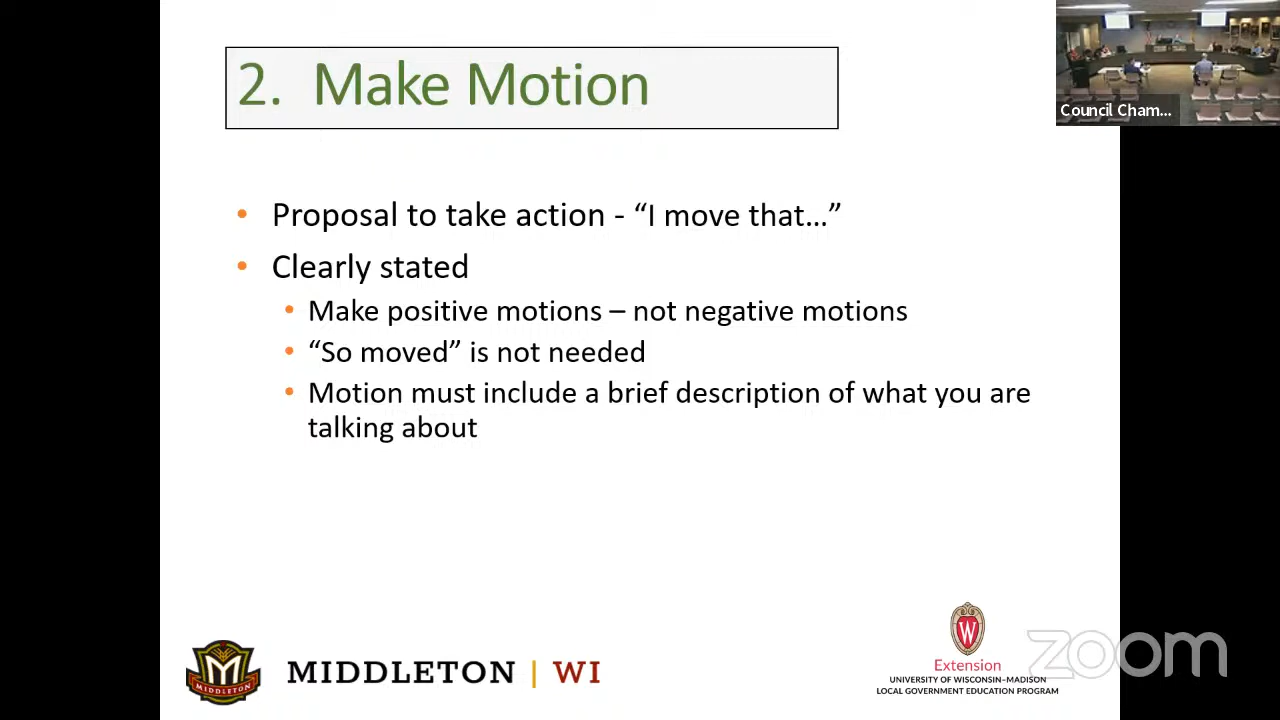 2. Make Motion
Council Cham...
• Proposal to take action - “I move that…”
• Clearly stated
• Make positive motions – not negative motions
• “So moved” is not needed
• Motion must include a brief description of what you are
talking about
MIDDLETON
MIDDLETON | WI
W
Extension
UNIVERSITY OF WISCONSIN–MADISON
LOCAL GOVERNMENT EDUCATION PROGRAM
zoom